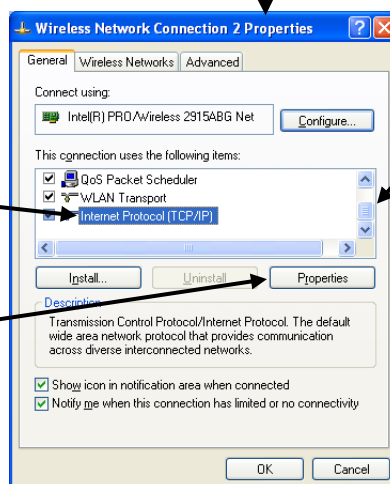 Wireless Network Connection 2 Properties
General Wireless Networks Advanced
Connect using:
Intel(R) PRO/Wireless 2915ABG Net Configure...
This connection uses the following items:
QoS Packet Scheduler
WLAN Transport
Internet Protocol (TCP/IP)
Install... Uninstall Properties
Description
Transmission Control Protocol/Internet Protocol. The default
wide area network protocol that provides communication
across diverse interconnected networks.
Show icon in notification area when connected
Notify me when this connection has limited or no connectivity
OK Cancel